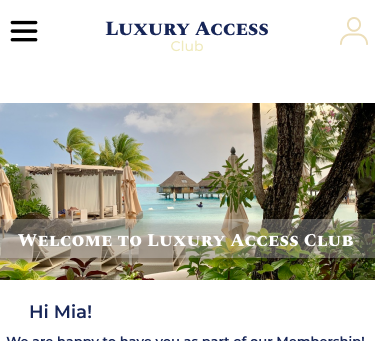 Luxury Access
Club
Welcome to Luxury Access Club
Hi Mia!
We are happy to have you as part of our Membership!